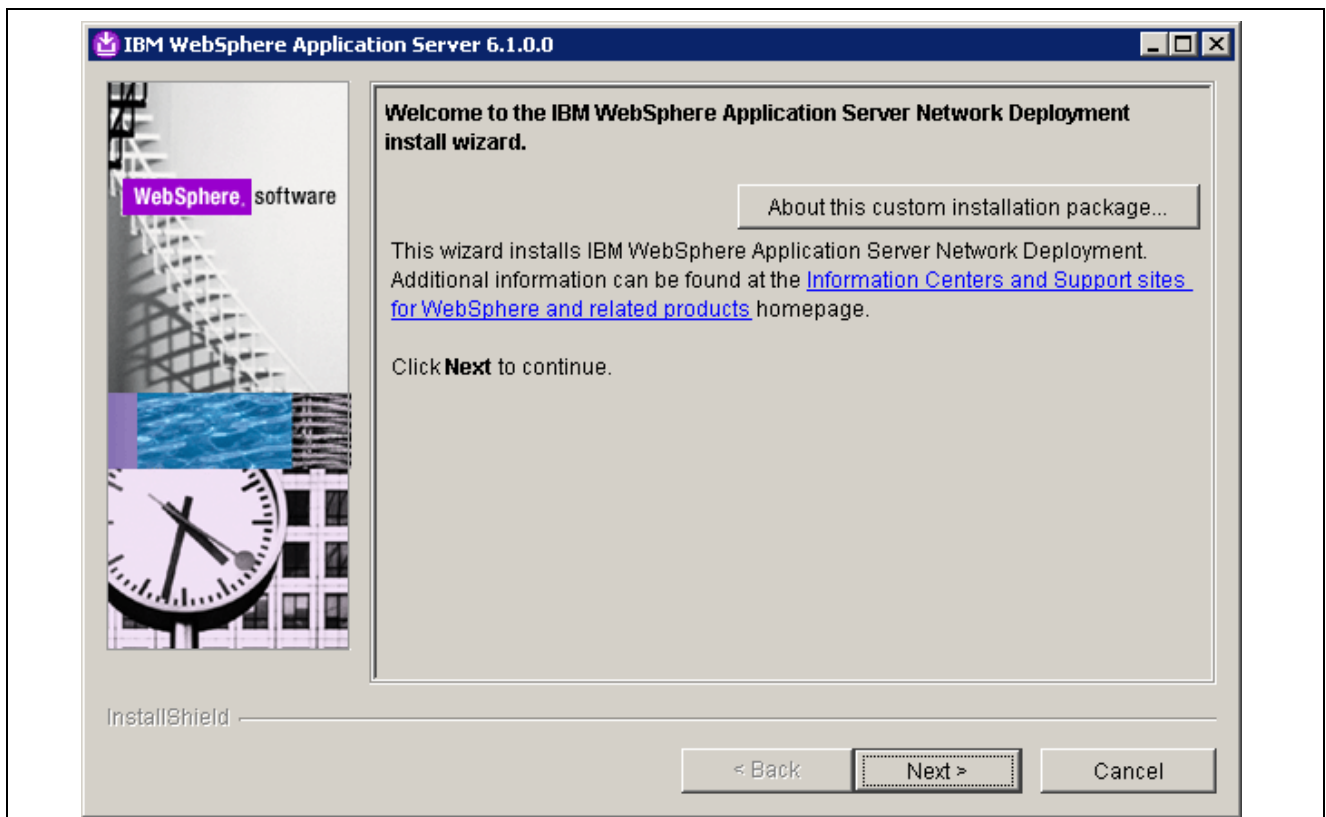 IBM WebSphere Application Server 6.1.0.0
WebSphere. software
Welcome to the IBM WebSphere Application Server Network Deployment
install wizard.
About this custom installation package...
This wizard installs IBM WebSphere Application Server Network Deployment.
Additional information can be found at the Information Centers and Support sites
for WebSphere and related products homepage.
Click Next to continue.
InstallShield
< Back
Next >
Cancel